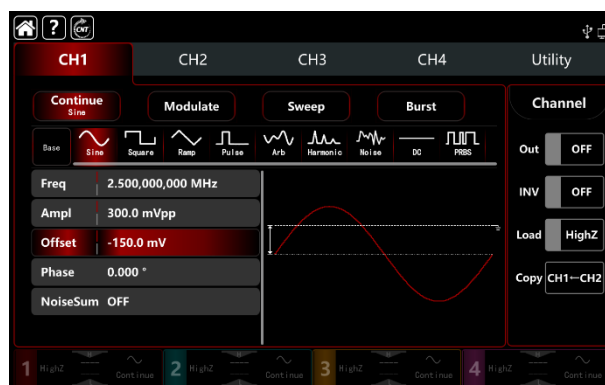 ? CNT
CH1 CH2 CH3 CH4 Utility
Continue Modulate Sweep Burst Channel
Sine
Base Sine Square Ramp Pulse Arb Harmonic Noise DC PRBS
Out OFF
Freq 2.500,000,000 MHz
INV OFF
Ampl 300.0 mVpp
Offset -150.0 mV
Load HighZ
Phase 0.000 °
Copy CH1←CH2
NoiseSum OFF
1 HighZ Continue 2 HighZ Continue 3 HighZ Continue 4 HighZ Continue